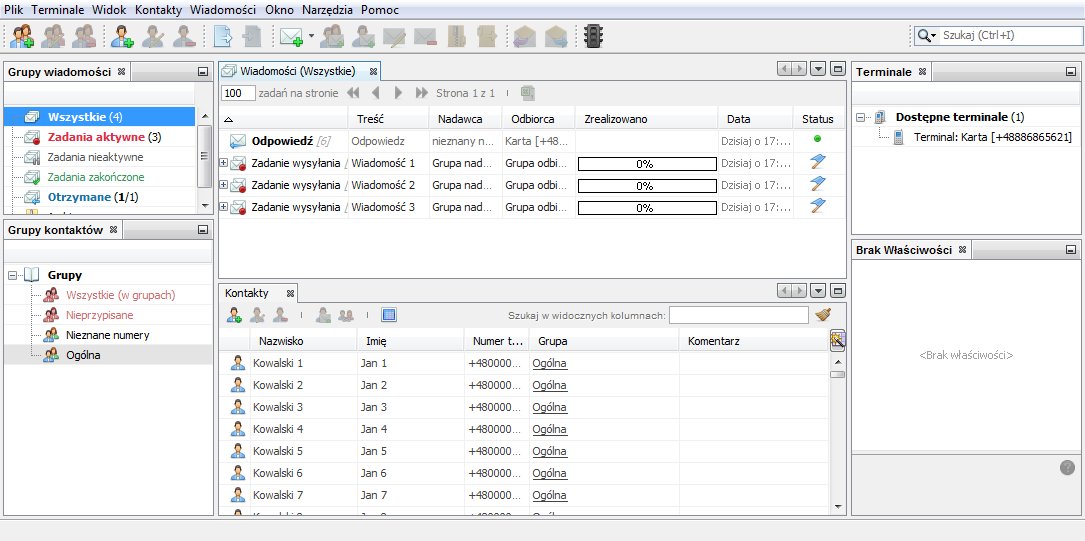 Plik Terminale Widok Kontakty Wiadomości Okno Narzędzia Pomoc
Szukaj (Ctrl+I)
Grupy wiadomości
Wszystkie (4)
Zadania aktywne (3)
Zadania nieaktywne
Zadania zakończone
Otrzymane (1/1)
Grupy kontaktów
Grupy
Wszystkie (w grupach)
Nieprzypisane
Nieznane numery
Ogólna
Wiadomości (Wszystkie)
100 zadań na stronie Strona 1 z 1
Treść Nadawca Odbiorca Zrealizowano Data Status
Odpowiedź [6] Odpowiedz nieznany n... Karta [+48... Dzisiaj o 17:...
Zadanie wysyłania / Wiadomość 1 Grupa nad... Grupa odbi... 0% Dzisiaj o 17:...
Zadanie wysyłania / Wiadomość 2 Grupa nad... Grupa odbi... 0% Dzisiaj o 17:...
Zadanie wysyłania / Wiadomość 3 Grupa nad... Grupa odbi... 0% Dzisiaj o 17:...
Kontakty
Szukaj w widocznych kolumnach:
Nazwisko Imię Numer t... Grupa Komentarz
Kowalski 1 Jan 1 +480000... Ogólna
Kowalski 2 Jan 2 +480000... Ogólna
Kowalski 3 Jan 3 +480000... Ogólna
Kowalski 4 Jan 4 +480000... Ogólna
Kowalski 5 Jan 5 +480000... Ogólna
Kowalski 6 Jan 6 +480000... Ogólna
Kowalski 7 Jan 7 +480000... Ogólna
Terminale
Dostępne terminale (1)
Terminal: Karta [+48886865621]
Brak Właściwości
<Brak właściwości>